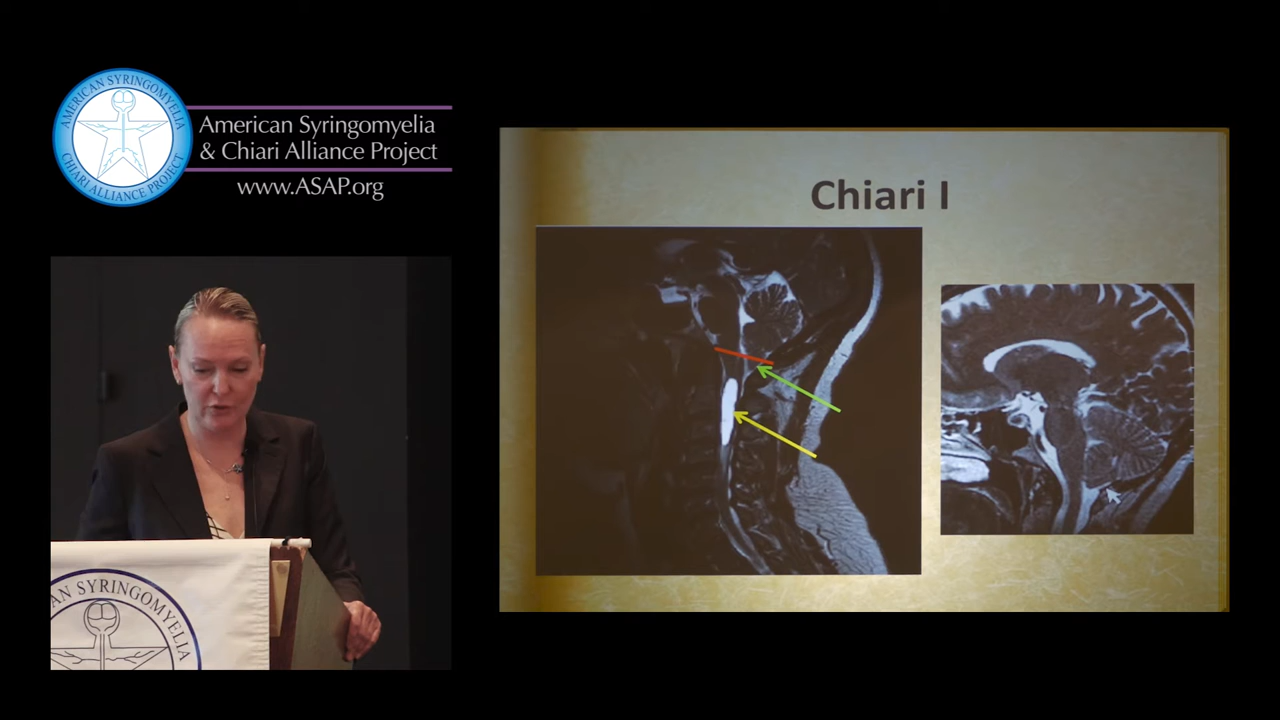 AMERICAN SYRINGOMYELIA
CHIARI ALLIANCE PROJECT
American Syringomyelia
& Chiari Alliance Project
www.ASAP.org
Chiari I
AN SYRINGOMYELIA